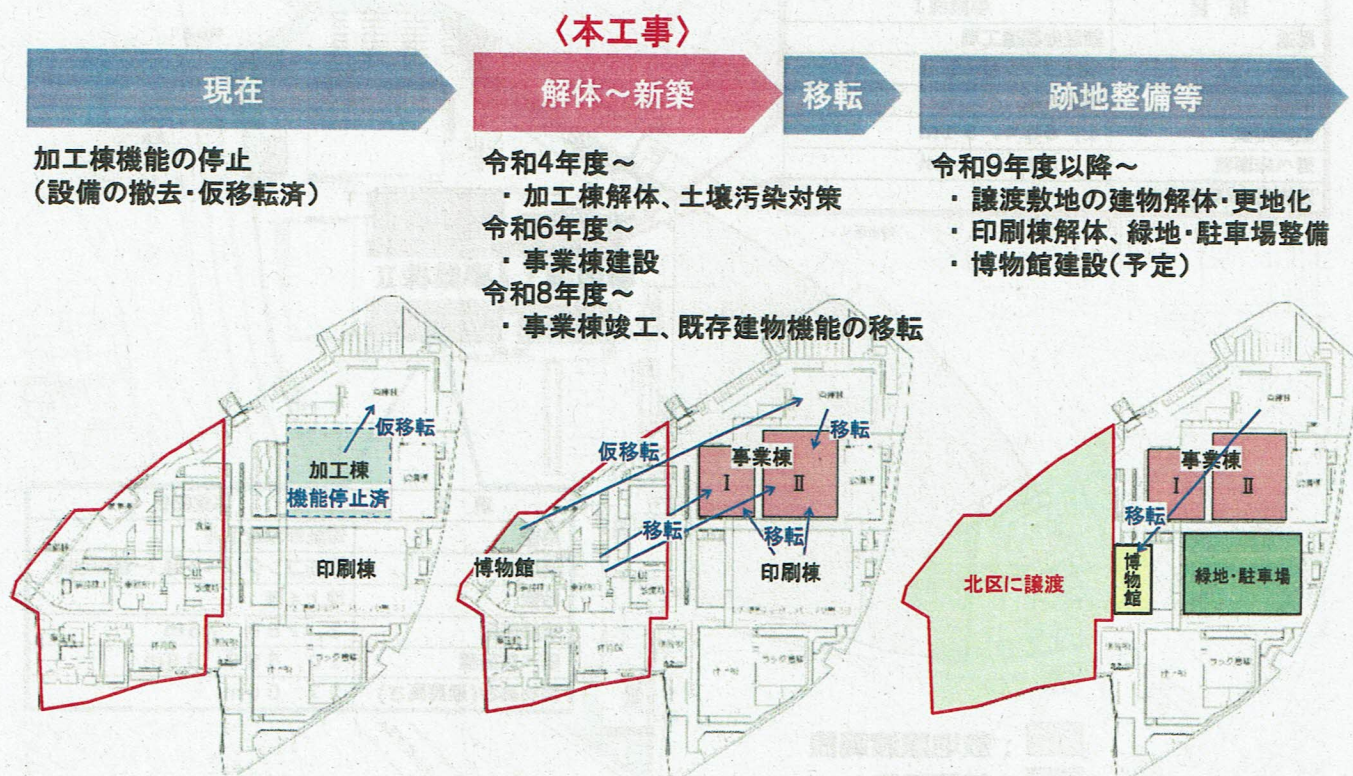 〈本工事〉
現在
解体～新築
移転
跡地整備等
加工棟機能の停止
（設備の撤去・仮移転済）
令和4年度～
・ 加工棟解体、土壌汚染対策
令和6年度～
・ 事業棟建設
令和8年度～
・ 事業棟竣工、既存建物機能の移転
令和9年度以降～
・ 譲渡敷地の建物解体・更地化
・ 印刷棟解体、緑地・駐車場整備
・ 博物館建設（予定）
仮移転
加工棟
機能停止済
印刷棟
仮移転
移転
事業棟
Ⅰ
Ⅱ
移転
移転
博物館
印刷棟
事業棟
Ⅰ
Ⅱ
移転
北区に譲渡
博物館
緑地・駐車場